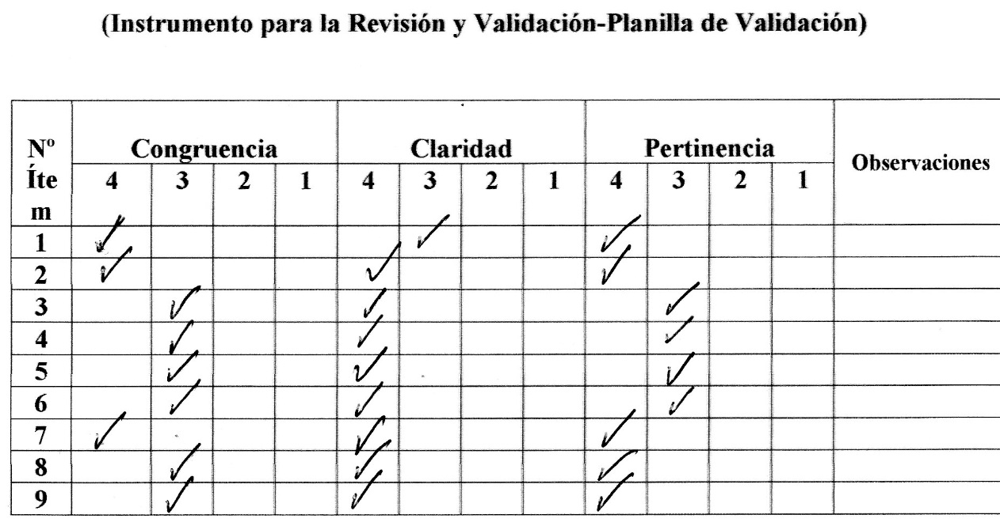 (Instrumento para la Revisión y Validación-Planilla de Validación)
Nº Ítem Congruencia Claridad Pertinencia Observaciones
4 3 2 1 4 3 2 1 4 3 2 1
1 ✓ ✓ ✓
2 ✓ ✓ ✓
3 ✓ ✓ ✓
4 ✓ ✓ ✓
5 ✓ ✓ ✓
6 ✓ ✓ ✓
7 ✓ ✓ ✓
8 ✓ ✓ ✓
9 ✓ ✓ ✓